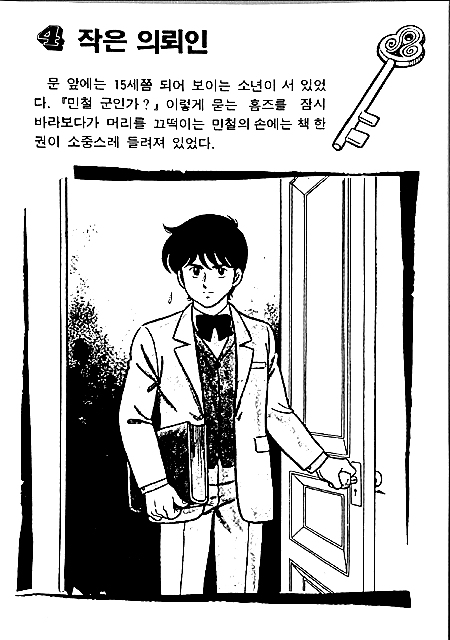 4 작은 의뢰인
문 앞에는 15세쯤 되어 보이는 소년이 서 있었
다. 『민철 군인가?』 이렇게 묻는 홈즈를 잠시
바라보다가 머리를 끄떡이는 민철의 손에는 책 한
권이 소중스레 들려져 있었다.